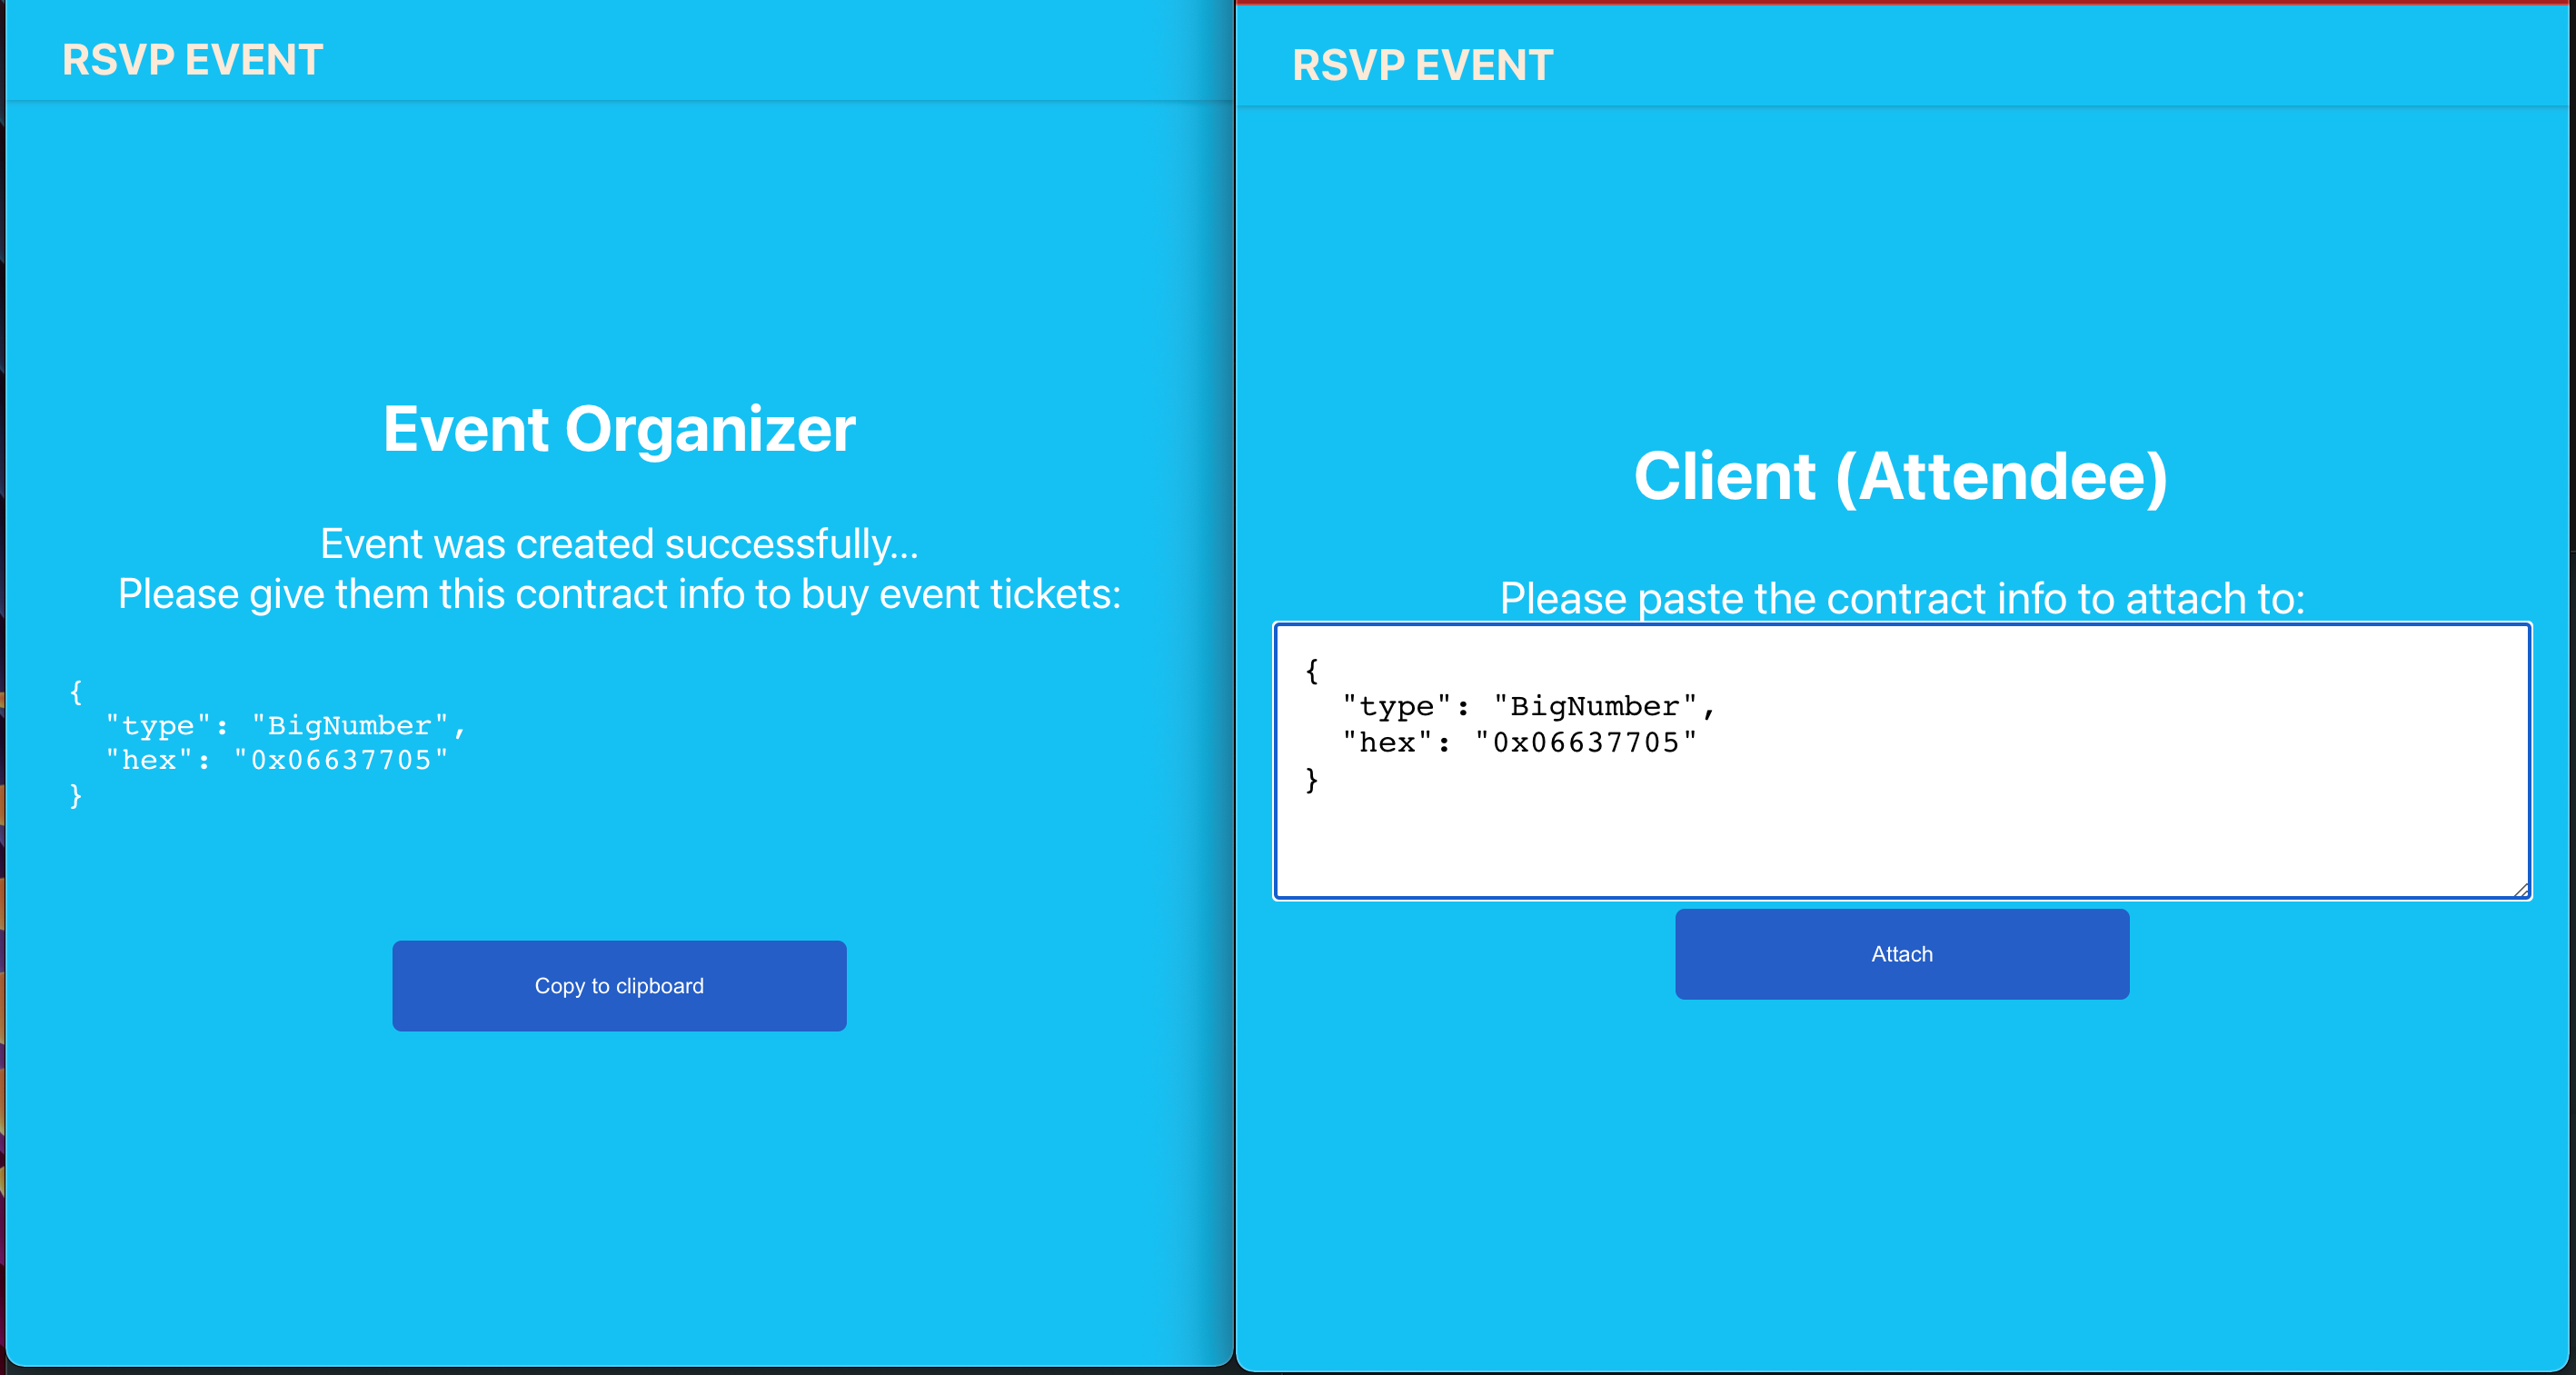 RSVP EVENT
Event Organizer
Event was created successfully...
Please give them this contract info to buy event tickets:
{
  "type": "BigNumber",
  "hex": "0x06637705"
}
Copy to clipboard
RSVP EVENT
Client (Attendee)
Please paste the contract info to attach to:
{
  "type": "BigNumber",
  "hex": "0x06637705"
}
Attach